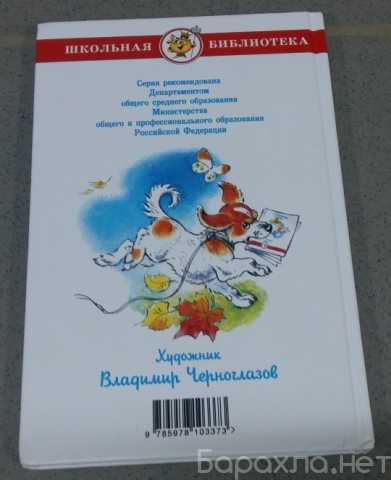 ШКОЛЬНАЯ БИБЛИОТЕКА
Серия рекомендована
Департаментом
общего среднего образования
Министерства
общего и профессионального образования
Российской Федерации
Художник
Владимир Черноглазов
9 785978 103373 >
Барахла.нет